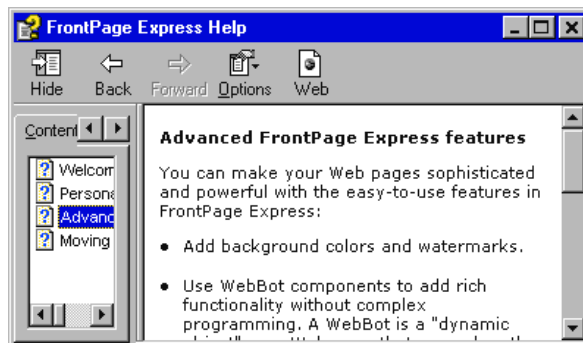 FrontPage Express Help
Hide Back Forward Options Web
Content
Welcom
Persona
Advanc
Moving
Advanced FrontPage Express features
You can make your Web pages sophisticated
and powerful with the easy-to-use features in
FrontPage Express:
• Add background colors and watermarks.
• Use WebBot components to add rich
functionality without complex
programming. A WebBot is a "dynamic